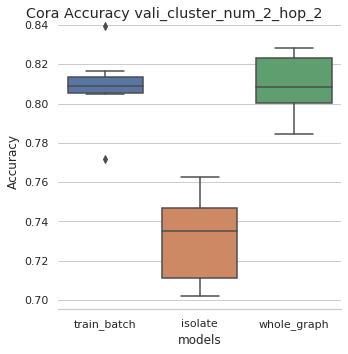 Cora Accuracy vali_cluster_num_2_hop_2
0.84
0.82
0.80
0.78
0.76
0.74
0.72
0.70
Accuracy
train_batch isolate whole_graph
models